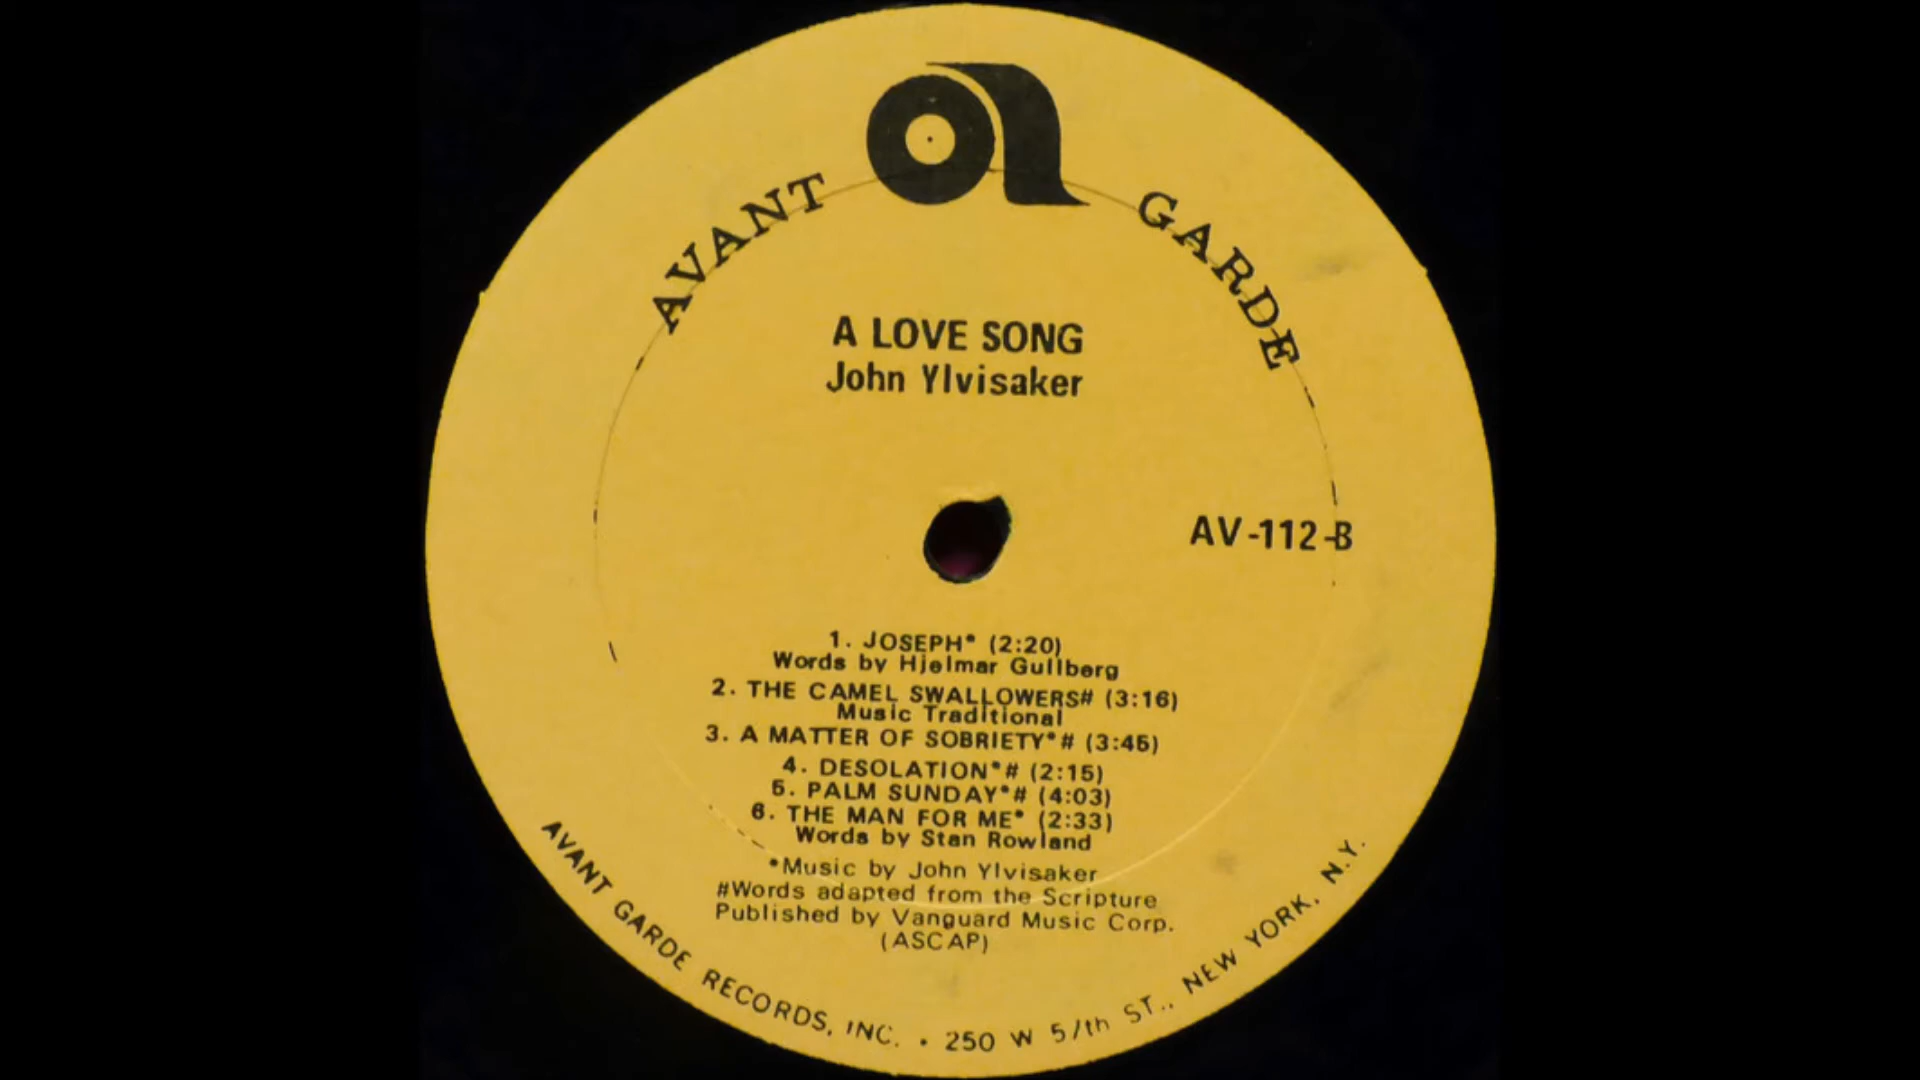 AVANT GARDE
A LOVE SONG
John Ylvisaker
AV-112-B
1. JOSEPH* (2:20)
Words by Hjelmar Gullberg
2. THE CAMEL SWALLOWERS# (3:16)
Music Traditional
3. A MATTER OF SOBRIETY*# (3:45)
4. DESOLATION*# (2:15)
5. PALM SUNDAY*# (4:03)
6. THE MAN FOR ME* (2:33)
Words by Stan Rowland
*Music by John Ylvisaker
#Words adapted from the Scripture
Published by Vanguard Music Corp.
(ASCAP)
AVANT GARDE RECORDS, INC. • 250 W 57th ST., NEW YORK, N.Y.